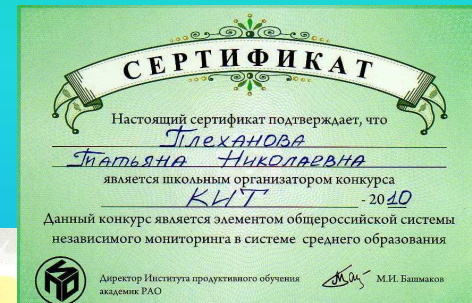 СЕРТИФИКАТ
Настоящий сертификат подтверждает, что
Плеханова
Татьяна Николаевна
является школьным организатором конкурса
КИТ - 2010
Данный конкурс является элементом общероссийской системы
независимого мониторинга в системе среднего образования
Директор Института продуктивного обучения
академик РАО
М.И. Башмаков